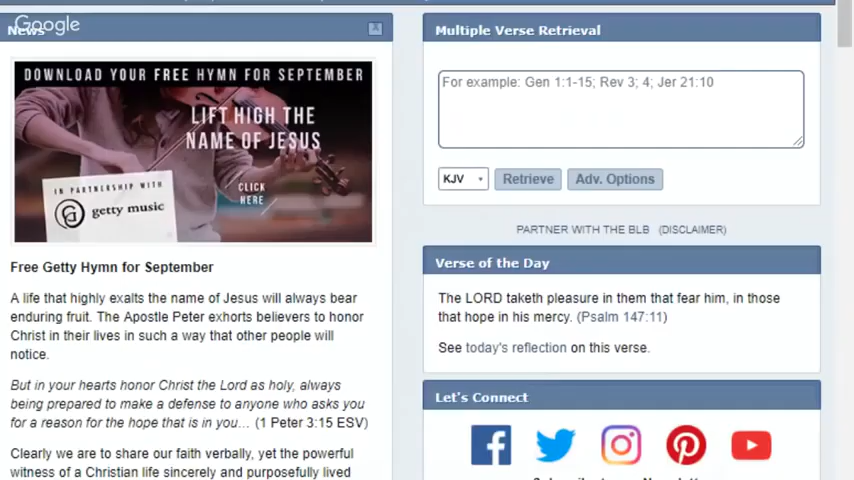 Google
News
DOWNLOAD YOUR FREE HYMN FOR SEPTEMBER
LIFT HIGH THE
NAME OF JESUS
CLICK
HERE
IN PARTNERSHIP WITH
G getty music
Free Getty Hymn for September
A life that highly exalts the name of Jesus will always bear
enduring fruit. The Apostle Peter exhorts believers to honor
Christ in their lives in such a way that other people will
notice.
But in your hearts honor Christ the Lord as holy, always
being prepared to make a defense to anyone who asks you
for a reason for the hope that is in you… (1 Peter 3:15 ESV)
Clearly we are to share our faith verbally, yet the powerful
witness of a Christian life sincerely and purposefully lived
Multiple Verse Retrieval
For example: Gen 1:1-15; Rev 3; 4; Jer 21:10
KJV Retrieve Adv. Options
PARTNER WITH THE BLB (DISCLAIMER)
Verse of the Day
The LORD taketh pleasure in them that fear him, in those
that hope in his mercy. (Psalm 147:11)
See today's reflection on this verse.
Let's Connect